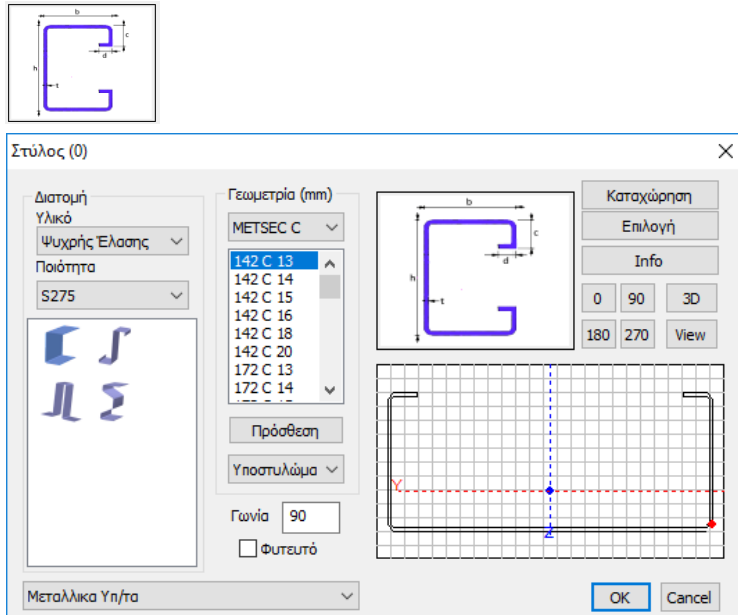 b
c
d
h
t
Στύλος (0)
Διατομή
Υλικό
Ψυχρής Έλασης
Ποιότητα
S275
Γεωμετρία (mm)
METSEC C
142 C 13
142 C 14
142 C 15
142 C 16
142 C 18
142 C 20
172 C 13
172 C 14
Πρόσθεση
Υποστυλώμα
Γωνία 90
Φυτευτό
b
c
d
h
t
Καταχώρηση
Επιλογή
Info
0 90 3D
180 270 View
Y
Z
Μεταλλικα Υπ/τα
OK Cancel